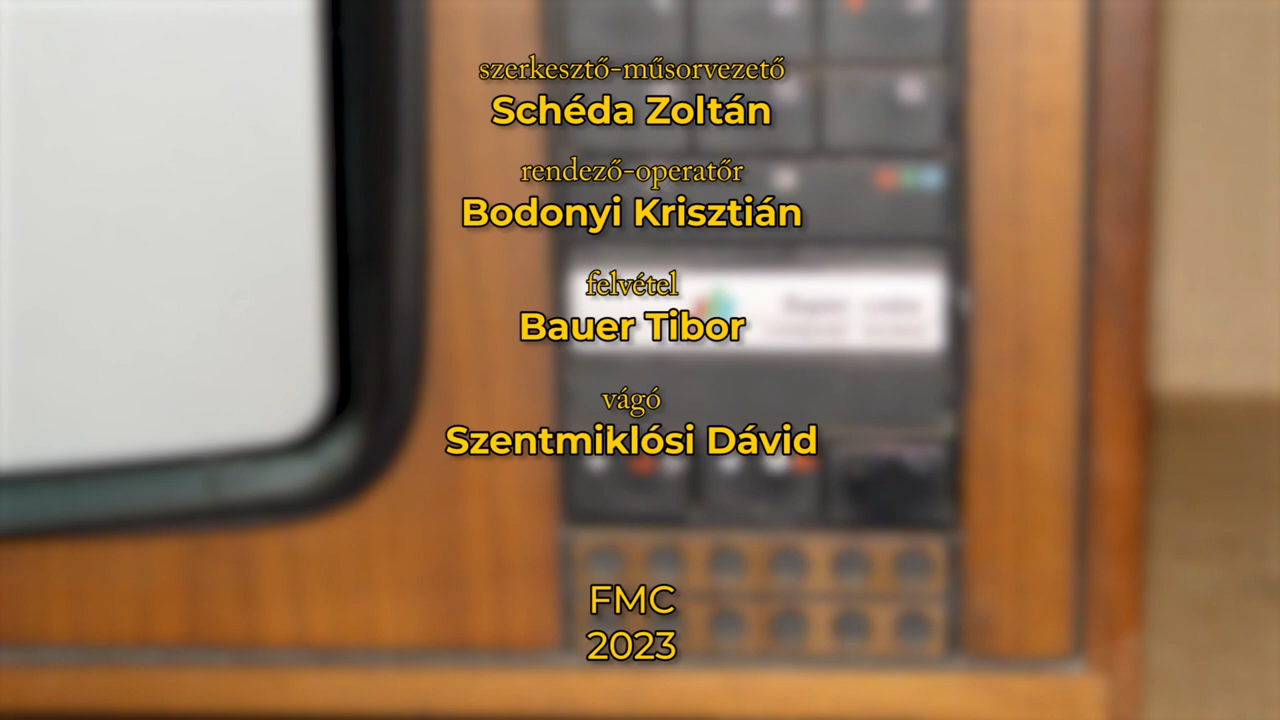 szerkesztő-műsorvezető
Schéda Zoltán
rendező-operatőr
Bodonyi Krisztián
felvétel
Bauer Tibor
vágó
Szentmiklósi Dávid
FMC
2023